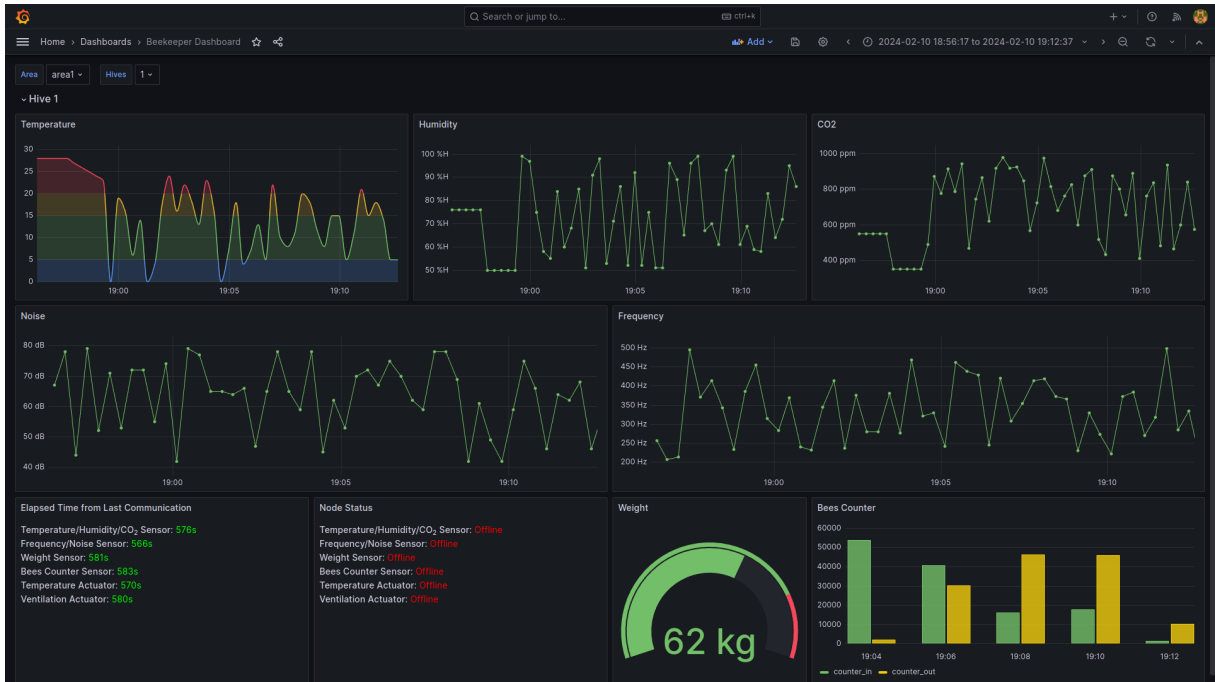 Search or jump to... ctrl+k
Home › Dashboards › Beekeeper Dashboard Add 2024-02-10 18:56:17 to 2024-02-10 19:12:37
Area area1 Hives 1
Hive 1
Temperature
30
25
20
15
10
5
0
19:00 19:05 19:10
Humidity
100 %H
90 %H
80 %H
70 %H
60 %H
50 %H
19:00 19:05 19:10
CO2
1000 ppm
800 ppm
600 ppm
400 ppm
19:00 19:05 19:10
Noise
80 dB
70 dB
60 dB
50 dB
40 dB
19:00 19:05 19:10
Frequency
500 Hz
450 Hz
400 Hz
350 Hz
300 Hz
250 Hz
200 Hz
19:00 19:05 19:10
Elapsed Time from Last Communication
Temperature/Humidity/CO₂ Sensor: 576s
Frequency/Noise Sensor: 566s
Weight Sensor: 581s
Bees Counter Sensor: 583s
Temperature Actuator: 570s
Ventilation Actuator: 580s
Node Status
Temperature/Humidity/CO₂ Sensor: Offline
Frequency/Noise Sensor: Offline
Weight Sensor: Offline
Bees Counter Sensor: Offline
Temperature Actuator: Offline
Ventilation Actuator: Offline
Weight
62 kg
Bees Counter
60000
50000
40000
30000
20000
10000
0
19:04 19:06 19:08 19:10 19:12
counter_in counter_out